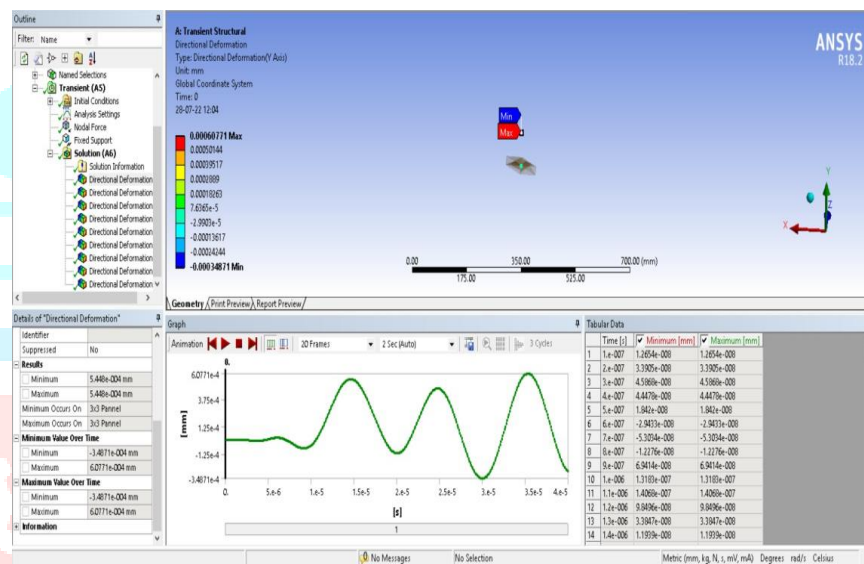 Outline
Filter: Name
Named Selections
Transient (A5)
Initial Conditions
Analysis Settings
Nodal Force
Fixed Support
Solution (A6)
Solution Information
Directional Deformation
Directional Deformation
Directional Deformation
Directional Deformation
Directional Deformation
Directional Deformation
Directional Deformation
Directional Deformation
Directional Deformation
A: Transient Structural
Directional Deformation
Type: Directional Deformation(Y Axis)
Unit: mm
Global Coordinate System
Time: 0
28-07-22 12:04
0.00060771 Max
0.00050144
0.00039517
0.0002889
0.00018263
7.6365e-5
-2.9903e-5
-0.00013617
-0.00024244
-0.00034871 Min
Min
Max
ANSYS
R18.2
Y
Z
X
0.00 350.00 700.00 (mm)
175.00 525.00
Geometry Print Preview Report Preview
Details of "Directional Deformation"
Identifier
Suppressed No
Results
Minimum 5.448e-004 mm
Maximum 5.448e-004 mm
Minimum Occurs On 3x3 Pannel
Maximum Occurs On 3x3 Pannel
Minimum Value Over Time
Minimum -3.4871e-004 mm
Maximum 6.0771e-004 mm
Maximum Value Over Time
Minimum -3.4871e-004 mm
Maximum 6.0771e-004 mm
Information
Graph
Animation 20 Frames 2 Sec (Auto) 3 Cycles
0.
6.0771e-4
3.75e-4
1.25e-4
-1.25e-4
-3.4871e-4
[mm]
0. 5.e-6 1.e-5 1.5e-5 2.e-5 2.5e-5 3.e-5 3.5e-5 4.e-5
[s]
1
Tabular Data
Time [s] Minimum [mm] Maximum [mm]
1 1.e-007 1.2654e-008 1.2654e-008
2 2.e-007 3.3905e-008 3.3905e-008
3 3.e-007 4.5868e-008 4.5868e-008
4 4.e-007 4.4478e-008 4.4478e-008
5 5.e-007 1.842e-008 1.842e-008
6 6.e-007 -2.9433e-008 -2.9433e-008
7 7.e-007 -5.3034e-008 -5.3034e-008
8 8.e-007 -1.2276e-008 -1.2276e-008
9 9.e-007 6.9414e-008 6.9414e-008
10 1.e-006 1.3183e-007 1.3183e-007
11 1.1e-006 1.4068e-007 1.4068e-007
12 1.2e-006 9.8496e-008 9.8496e-008
13 1.3e-006 3.3847e-008 3.3847e-008
14 1.4e-006 1.1939e-008 1.1939e-008
No Messages No Selection Metric (mm, kg, N, s, mV, mA) Degrees rad/s Celsius